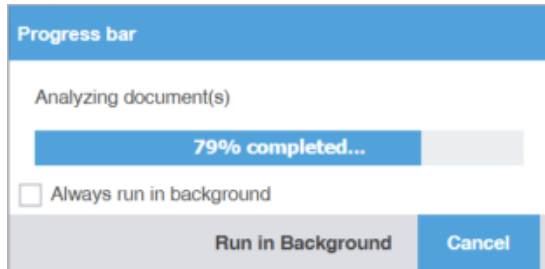 Progress bar
Analyzing document(s)
79% completed...
Always run in background
Run in Background Cancel